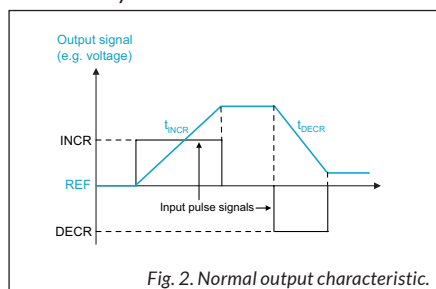 Output signal
(e.g. voltage)
tINCR
tDECR
INCR
REF
Input pulse signals
DECR
Fig. 2. Normal output characteristic.